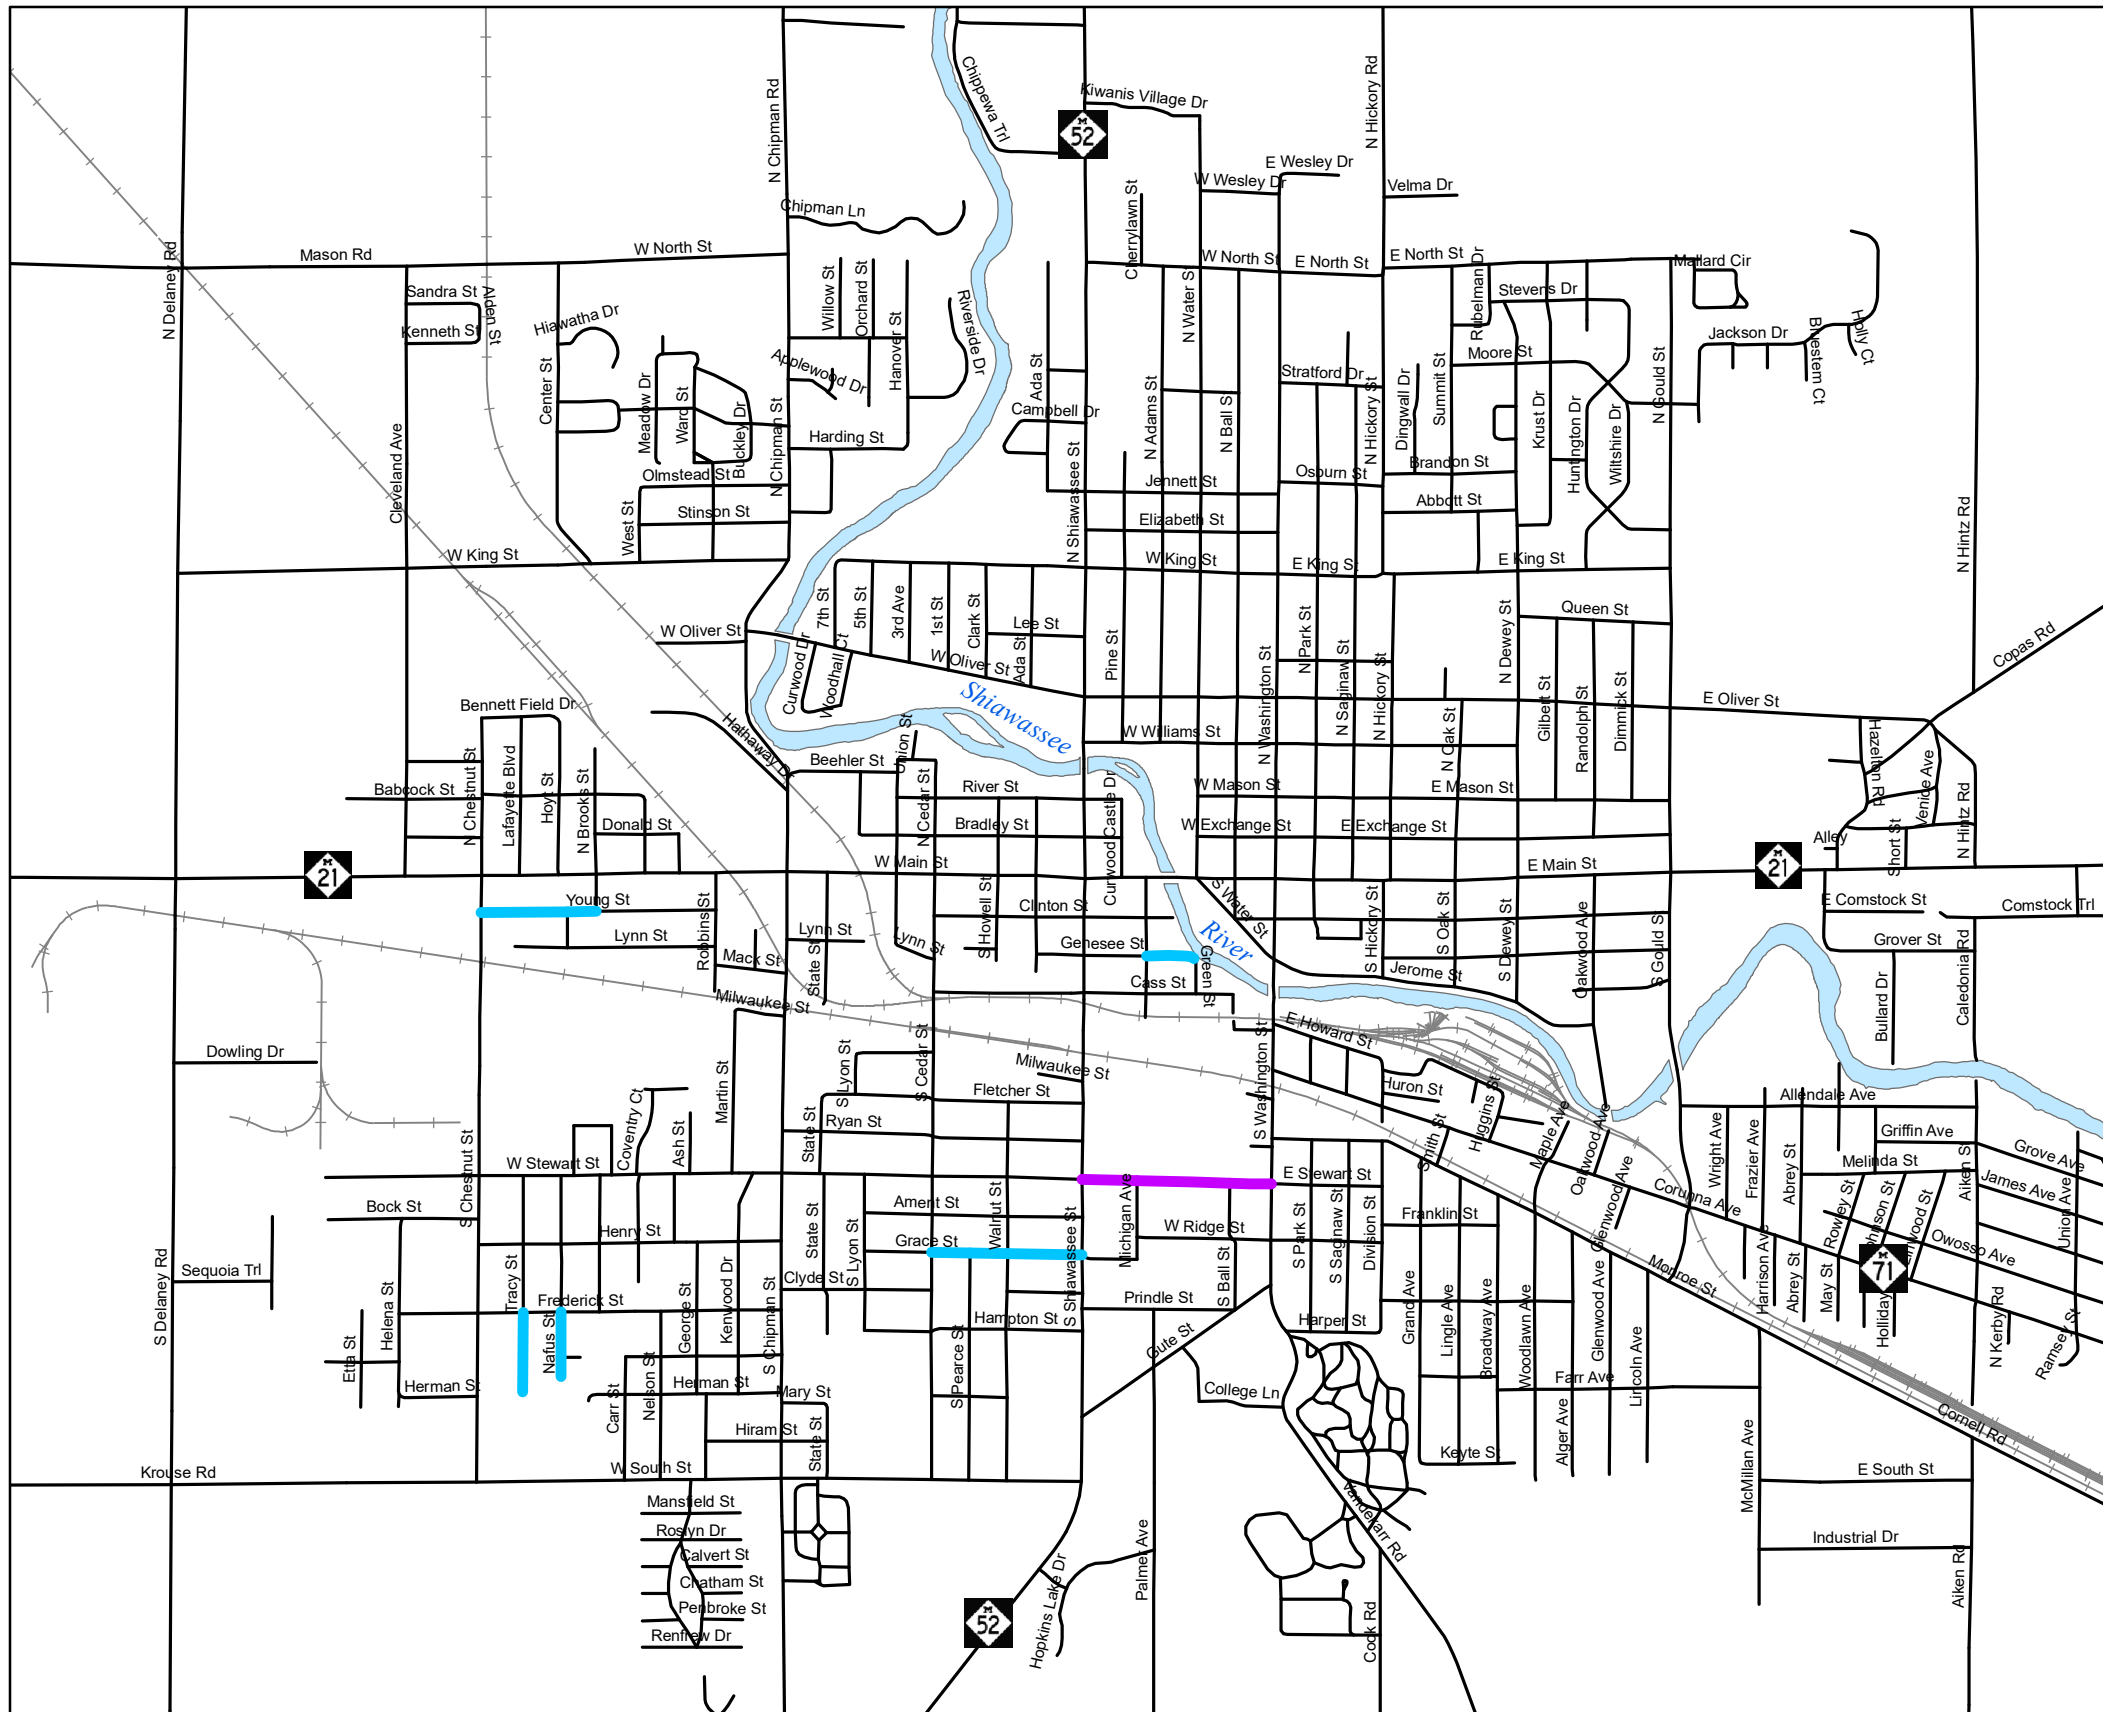 Chippewa Trl
Kiwanis Village Dr
M
52
N Chipman Rd
N Hickory Rd
E Wesley Dr
W Wesley Dr
Velma Dr
Cherrylawn St
Chipman Ln
N Delaney Rd
Mason Rd
W North St
W North St
E North St
E North St
Mallard Cir
Sandra St
Kenneth St
Alden St
Hiawatha Dr
Willow St
Orchard St
Hanover St
Riverside Dr
N Water St
Rubelman Dr
Stevens Dr
Jackson Dr
Bluestem Ct
Holly Ct
Center St
Meadow Dr
Ward St
Buckley Dr
Applewood Dr
Harding St
Ada St
Campbell Dr
N Adams St
N Ball St
Stratford Dr
N Hickory St
Dingwall Dr
Summit St
Moore St
Krust Dr
Huntington Dr
Wiltshire Dr
N Gould St
Cleveland Ave
Olmstead St
Stinson St
West St
N Chipman St
N Shiawassee St
Jennett St
Elizabeth St
Osburn St
Brandon St
Abbott St
N Hintz Rd
W King St
W King St
E King St
E King St
7th St
5th St
3rd Ave
1st St
Clark St
Lee St
Ada St
Pine St
W Oliver St
W Oliver St
Curwood Dr
Woodhall Ct
N Washington St
N Park St
N Saginaw St
N Hickory St
N Dewey St
Queen St
Gilbert St
Randolph St
Dimmick St
E Oliver St
Copas Rd
Bennett Field Dr
Hathaway Dr
Union St
Shiawassee
W Williams St
N Oak St
Hazelton Rd
Venice Ave
N Hintz Rd
Babcock St
N Chestnut St
Lafayette Blvd
Hoyt St
N Brooks St
Donald St
Beehler St
N Cedar St
River St
Bradley St
Curwood Castle Dr
W Mason St
E Mason St
W Exchange St
E Exchange St
Alley
Short St
M
21
W Main St
E Main St
M
21
Young St
Lynn St
Robbins St
Mack St
Lynn St
State St
Lynn St
S Howell St
Clinton St
Genesee St
Cass St
Green St
S Water St
River
S Hickory St
Jerome St
S Oak St
S Dewey St
Oakwood Ave
S Gould St
E Comstock St
Comstock Trl
Grover St
Bullard Dr
Caledonia Rd
Milwaukee St
Dowling Dr
Martin St
S Lyon St
S Cedar St
Milwaukee St
Fletcher St
Ryan St
State St
S Washington St
E Howard St
Huron St
Huggins St
Smith St
Maple Ave
Oakwood Ave
Glenwood Ave
Corunna Ave
Allendale Ave
Wright Ave
Frazier Ave
Abrey St
Griffin Ave
Melinda St
Aiken St
Grove Ave
James Ave
Union Ave
S Chestnut St
W Stewart St
Coventry Ct
Ash St
E Stewart St
Bock St
Henry St
State St
S Lyon St
Ament St
Grace St
Walnut St
S Shiawassee St
Michigan Ave
W Ridge St
S Ball St
S Park St
S Saginaw St
Division St
Franklin St
Monroe St
Rowley St
Linwood St
Owosso Ave
M
71
Sequoia Trl
S Delaney Rd
Tracy St
Frederick St
Nafus St
Clyde St
Hampton St
Prindle St
Gute St
Harper St
Grand Ave
Lingle Ave
Broadway Ave
Woodlawn Ave
Glenwood Ave
Lincoln Ave
Harrison Ave
Abrey St
May St
Holliday
N Kerby Rd
Ramsey St
Etta St
Helena St
Herman St
George St
Kenwood Dr
S Chipman St
Carr St
Nelson St
Herman St
Mary St
Hiram St
State St
S Pearce St
College Ln
Farr Ave
Alger Ave
Keyte St
McMillan Ave
Cornell Rd
Krouse Rd
W South St
E South St
Mansfield St
Roslyn Dr
Calvert St
Chatham St
Penbroke St
Renfrew Dr
M
52
Hopkins Lake Dr
Palmer Ave
Vandekarr Rd
Cook Rd
Industrial Dr
Aiken Rd